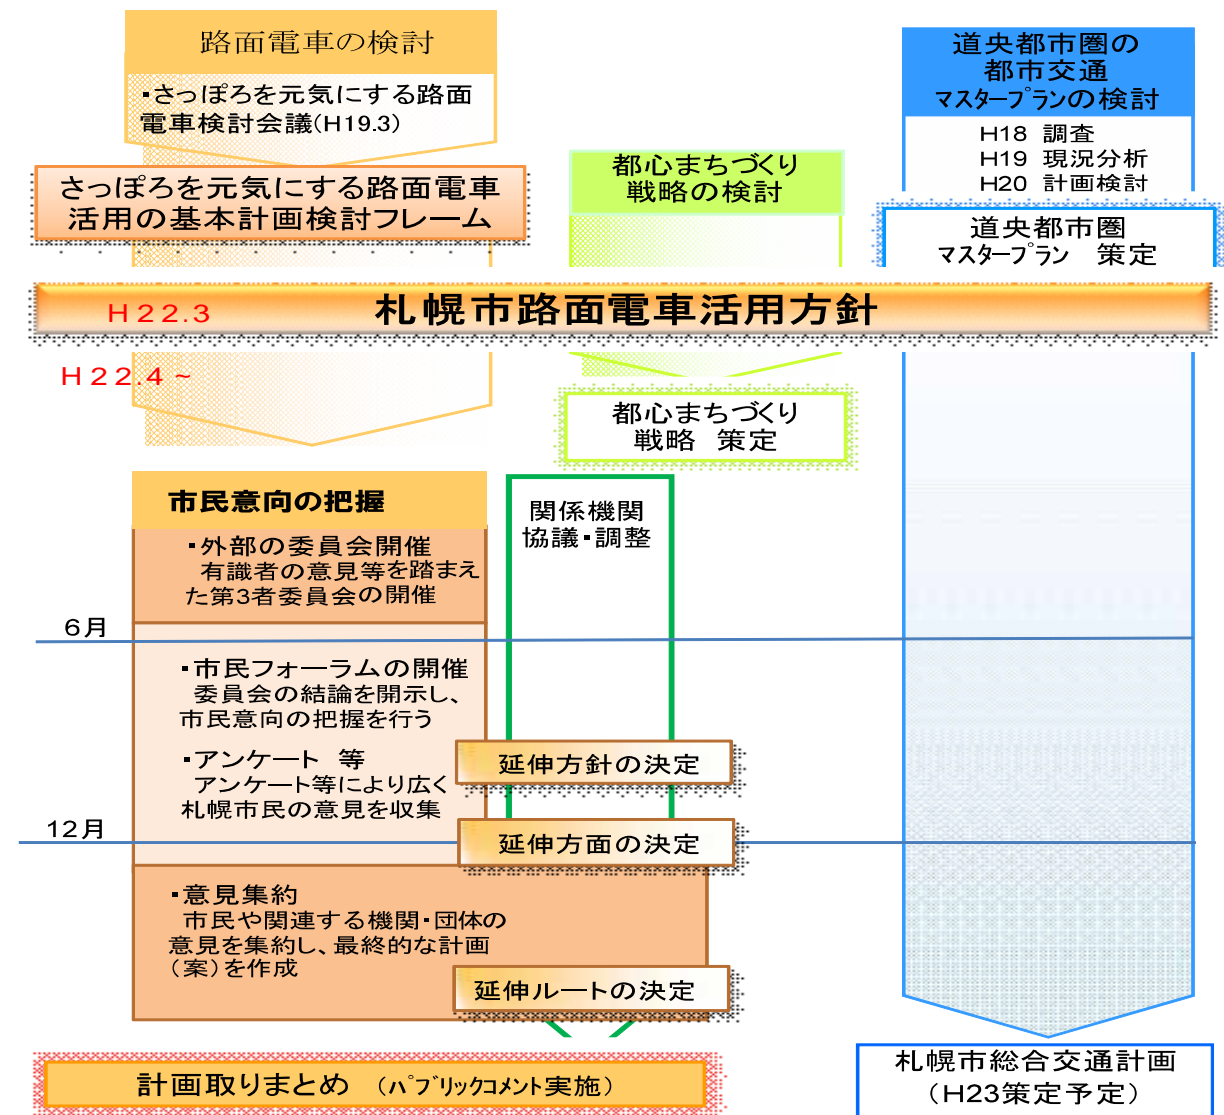 路面電車の検討
・さっぽろを元気にする路面
電車検討会議(H19.3)
さっぽろを元気にする路面電車
活用の基本計画検討フレーム
都心まちづくり
戦略の検討
道央都市圏の
都市交通
マスタープランの検討
H18 調査
H19 現況分析
H20 計画検討
道央都市圏
マスタープラン 策定
H22.3 札幌市路面電車活用方針
H22.4~
都心まちづくり
戦略 策定
市民意向の把握
・外部の委員会開催
有識者の意見等を踏まえ
た第3者委員会の開催
関係機関
協議・調整
6月
・市民フォーラムの開催
委員会の結論を開示し、
市民意向の把握を行う
・アンケート 等
アンケート等により広く
札幌市民の意見を収集
延伸方針の決定
12月
延伸方面の決定
・意見集約
市民や関連する機関・団体の
意見を集約し、最終的な計画
(案)を作成
延伸ルートの決定
計画取りまとめ (パブリックコメント実施)
札幌市総合交通計画
(H23策定予定)